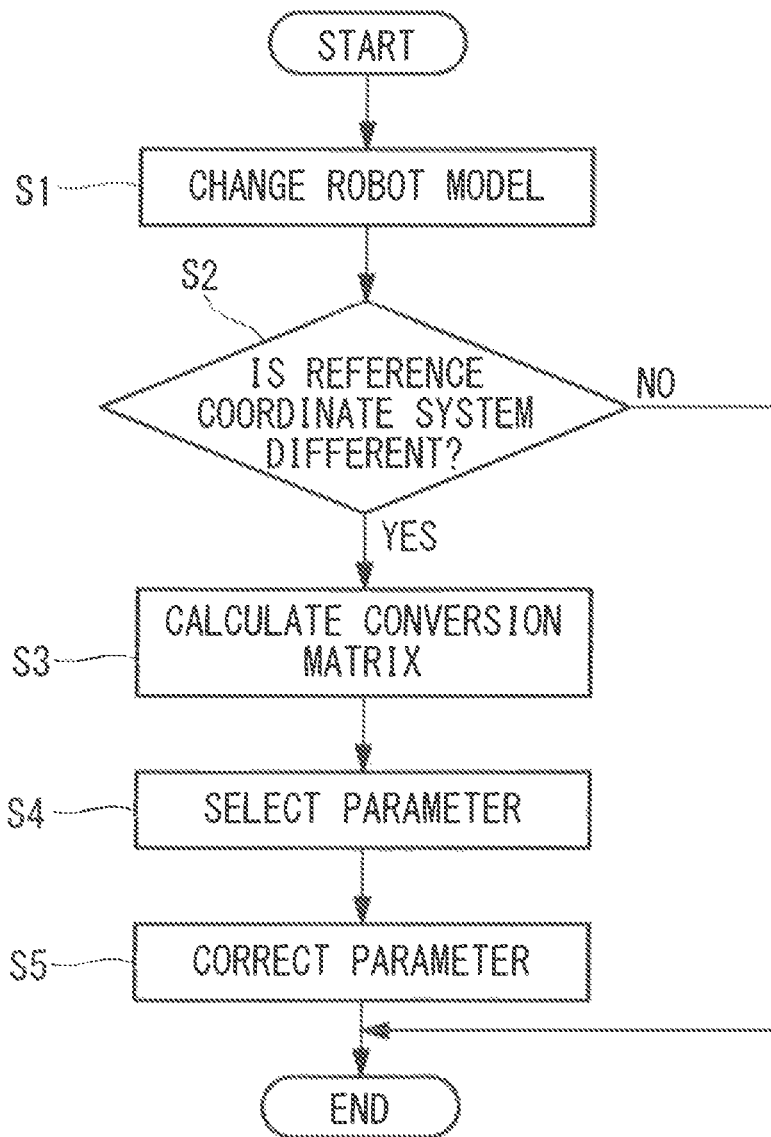 START
S1
CHANGE ROBOT MODEL
S2
IS REFERENCE
COORDINATE SYSTEM
DIFFERENT?
NO
YES
S3
CALCULATE CONVERSION
MATRIX
S4
SELECT PARAMETER
S5
CORRECT PARAMETER
END